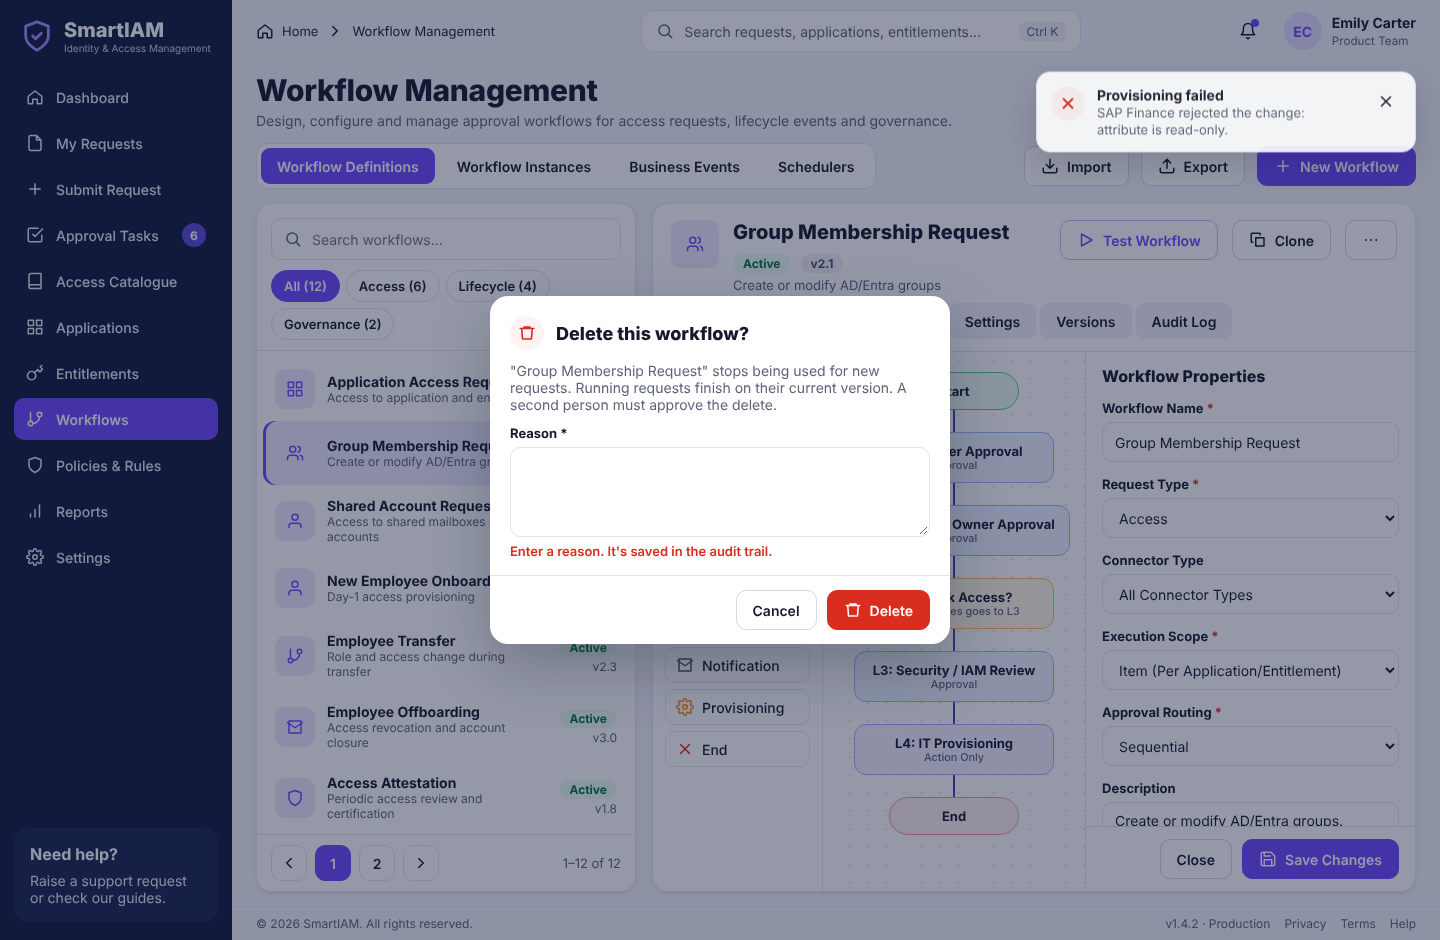 SmartIAM
Identity & Access Management
Dashboard
My Requests
Submit Request
Approval Tasks
6
Access Catalogue
Applications
Entitlements
Workflows
Policies & Rules
Reports
Settings
Need help?
Raise a support request
or check our guides.
Home
Workflow Management
Search requests, applications, entitlements...
Ctrl K
EC
Emily Carter
Product Team
Workflow Management
Design, configure and manage approval workflows for access requests, lifecycle events and governance.
Provisioning failed
SAP Finance rejected the change:
attribute is read-only.
Workflow Definitions
Workflow Instances
Business Events
Schedulers
Import
Export
New Workflow
Search workflows...
All (12)
Access (6)
Lifecycle (4)
Governance (2)
Application Access
Access to application and
Group Membership
Create or modify AD/Entra
Shared Account
Access to shared mailboxes
accounts
New Employee
Day-1 access provisioning
Employee Transfer
Role and access change during
transfer
Active
v2.3
Employee Offboarding
Access revocation and account
closure
Active
v3.0
Access Attestation
Periodic access review and
certification
Active
v1.8
1
2
1–12 of 12
Group Membership Request
Active
v2.1
Create or modify AD/Entra groups
Test Workflow
Clone
...
Settings
Versions
Audit Log
Delete this workflow?
"Group Membership Request" stops being used for new
requests. Running requests finish on their current version. A
second person must approve the delete.
Reason *
Enter a reason. It's saved in the audit trail.
Cancel
Delete
Notification
Provisioning
End
Approval
Owner Approval
Access?
goes to L3
L3: Security / IAM Review
Approval
L4: IT Provisioning
Action Only
End
Workflow Properties
Workflow Name *
Group Membership Request
Request Type *
Access
Connector Type
All Connector Types
Execution Scope *
Item (Per Application/Entitlement)
Approval Routing *
Sequential
Description
Create or modify AD/Entra groups.
Close
Save Changes
© 2026 SmartIAM. All rights reserved.
v1.4.2 · Production
Privacy
Terms
Help